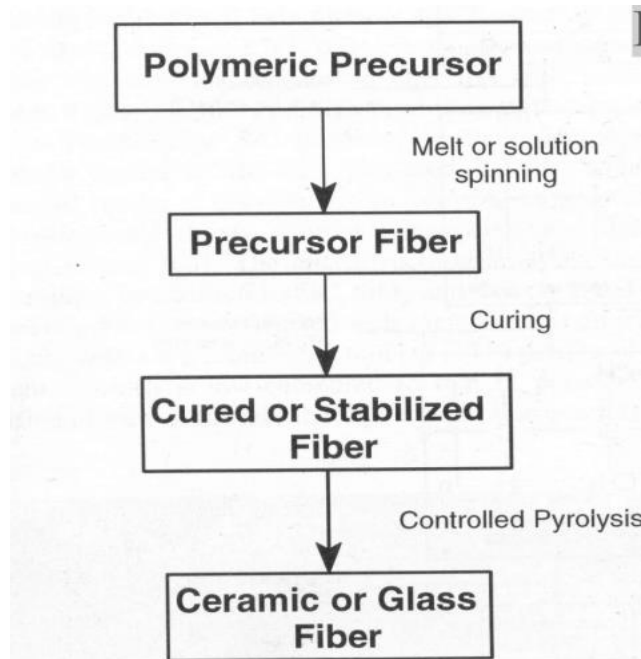 Polymeric Precursor
Melt or solution
spinning
Precursor Fiber
Curing
Cured or Stabilized
Fiber
Controlled Pyrolysis
Ceramic or Glass
Fiber